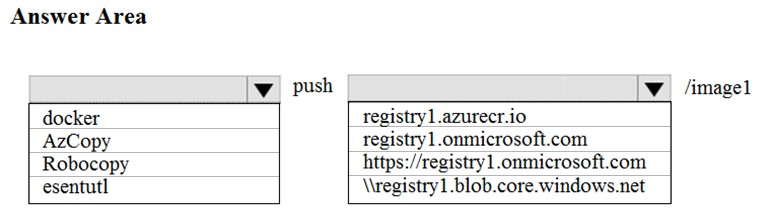 Answer Area
push /image1
docker registry1.azurecr.io
AzCopy registry1.onmicrosoft.com
Robocopy https://registry1.onmicrosoft.com
esentutl \\registry1.blob.core.windows.net